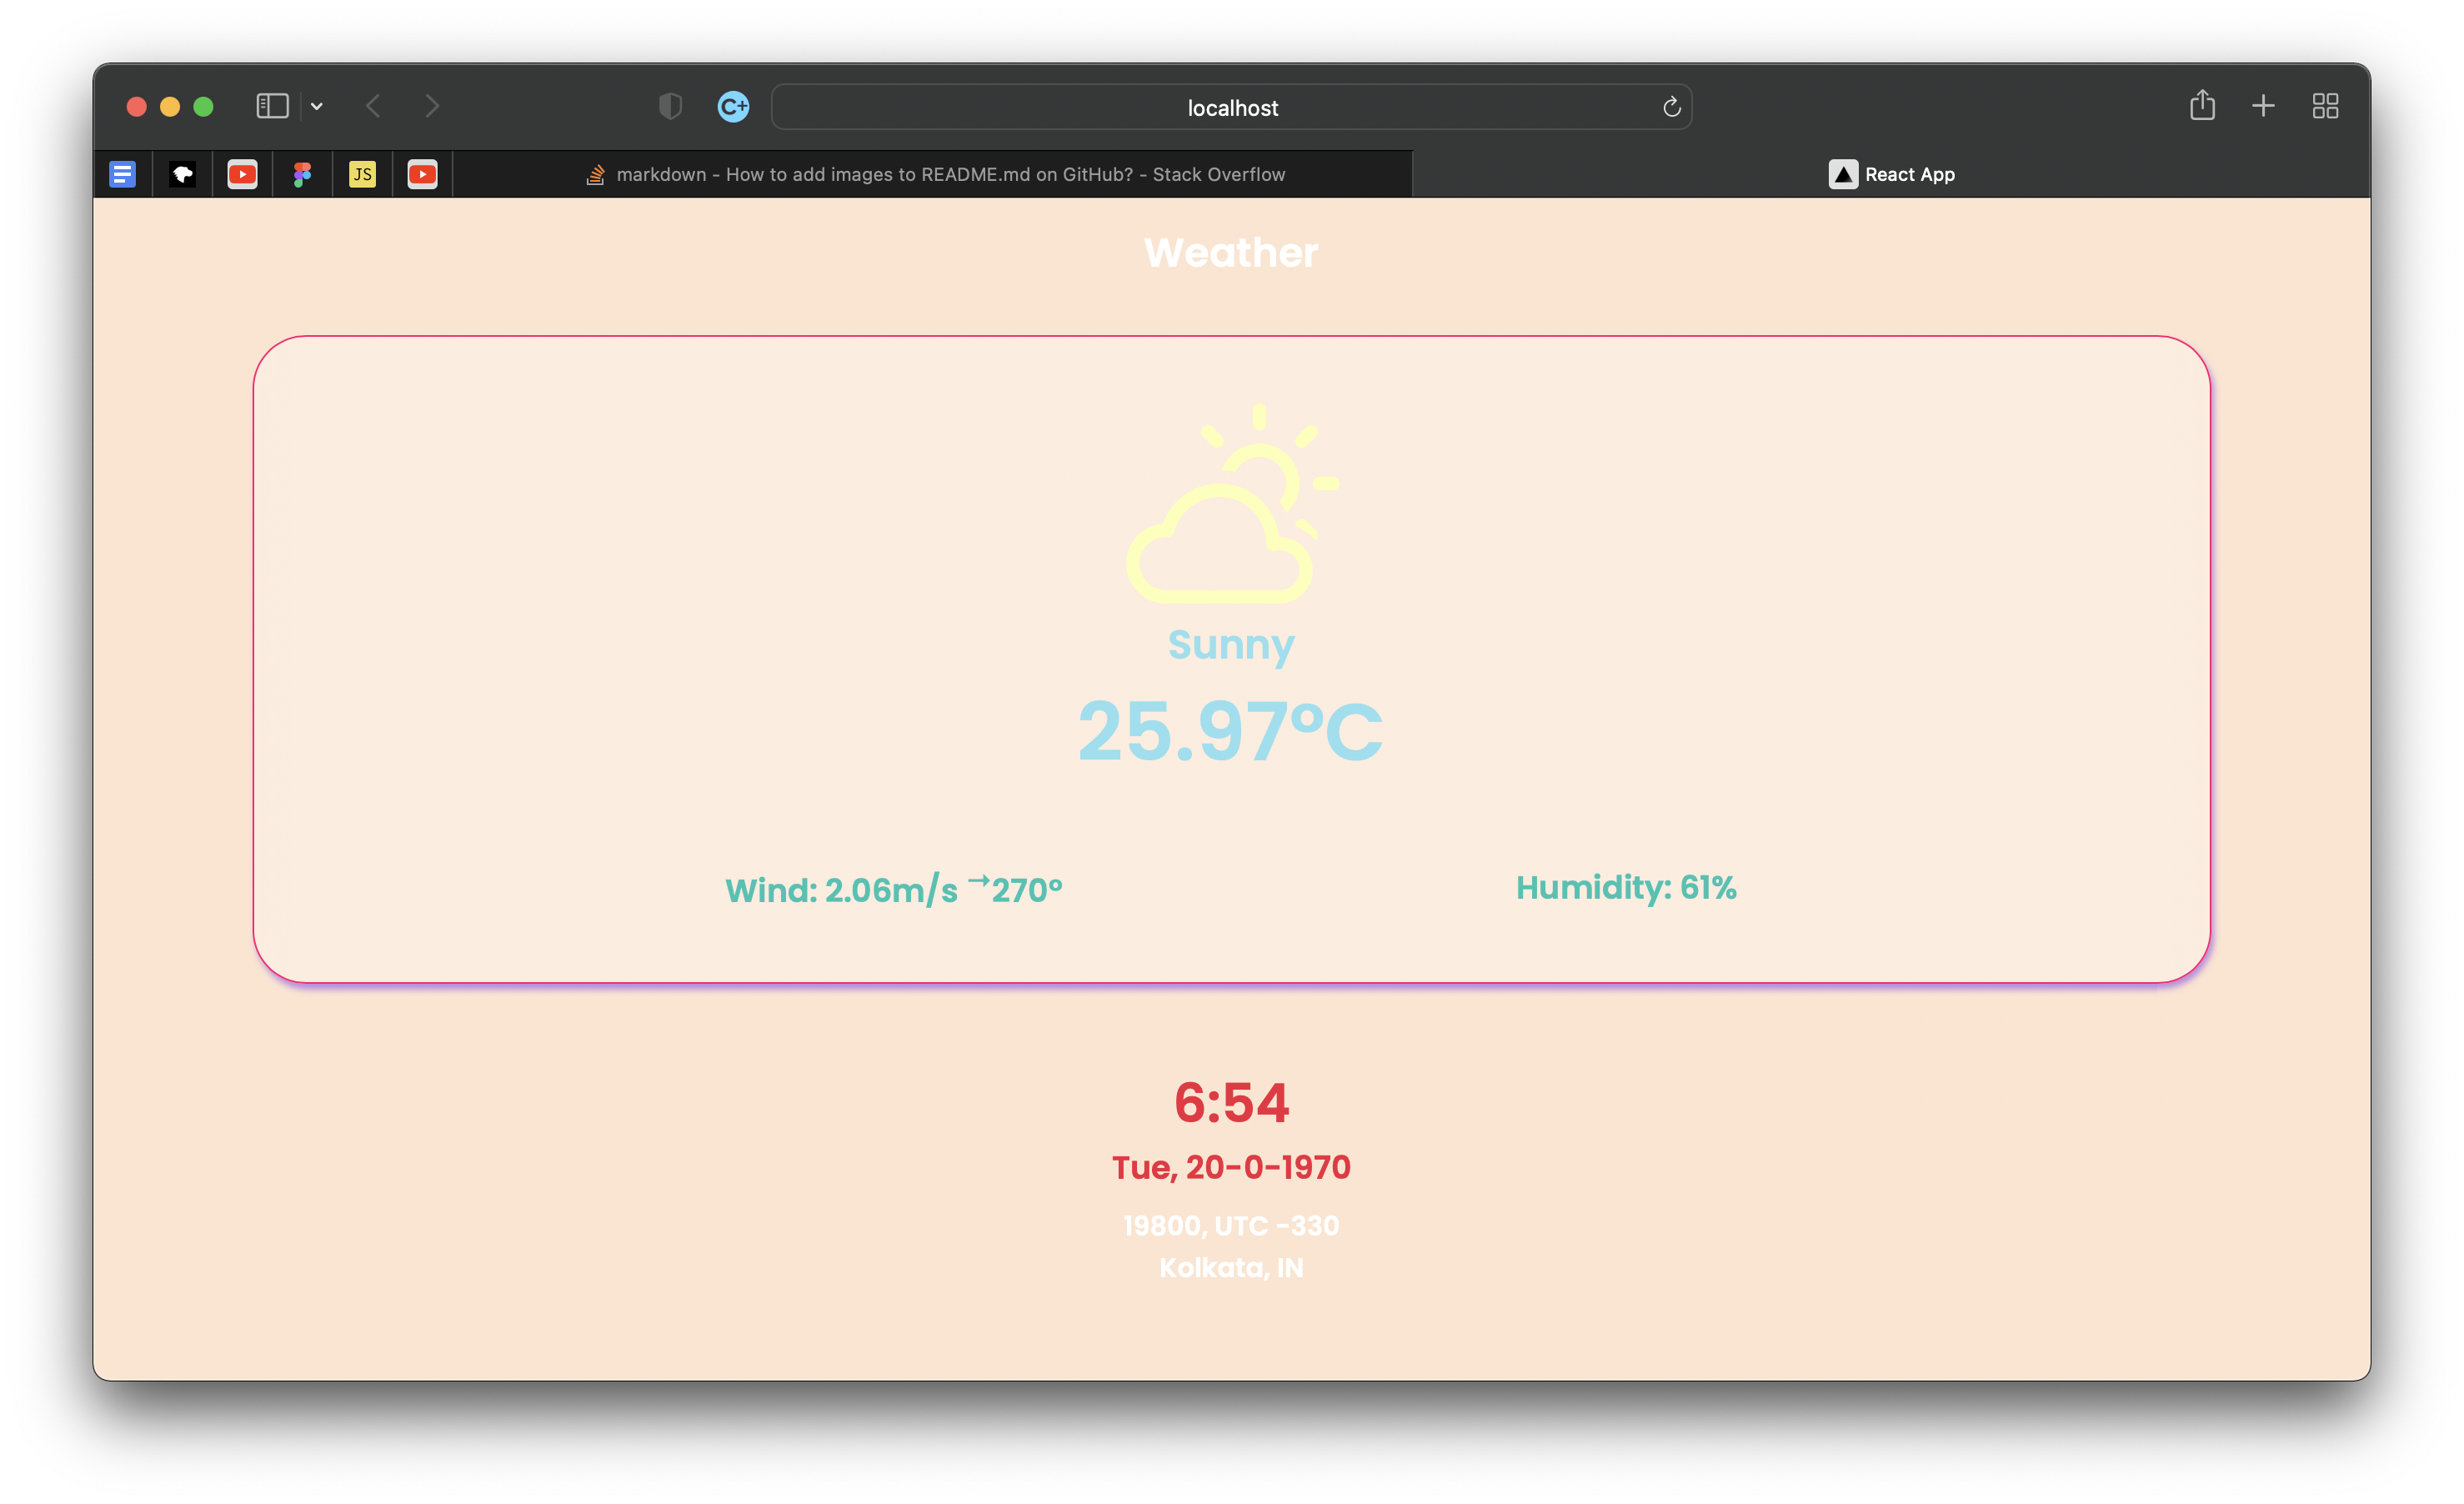 localhost
JS
markdown - How to add images to README.md on GitHub? - Stack Overflow
React App
Weather
Sunny
25.97°C
Wind: 2.06m/s →270°
Humidity: 61%
6:54
Tue, 20-0-1970
19800, UTC -330
Kolkata, IN